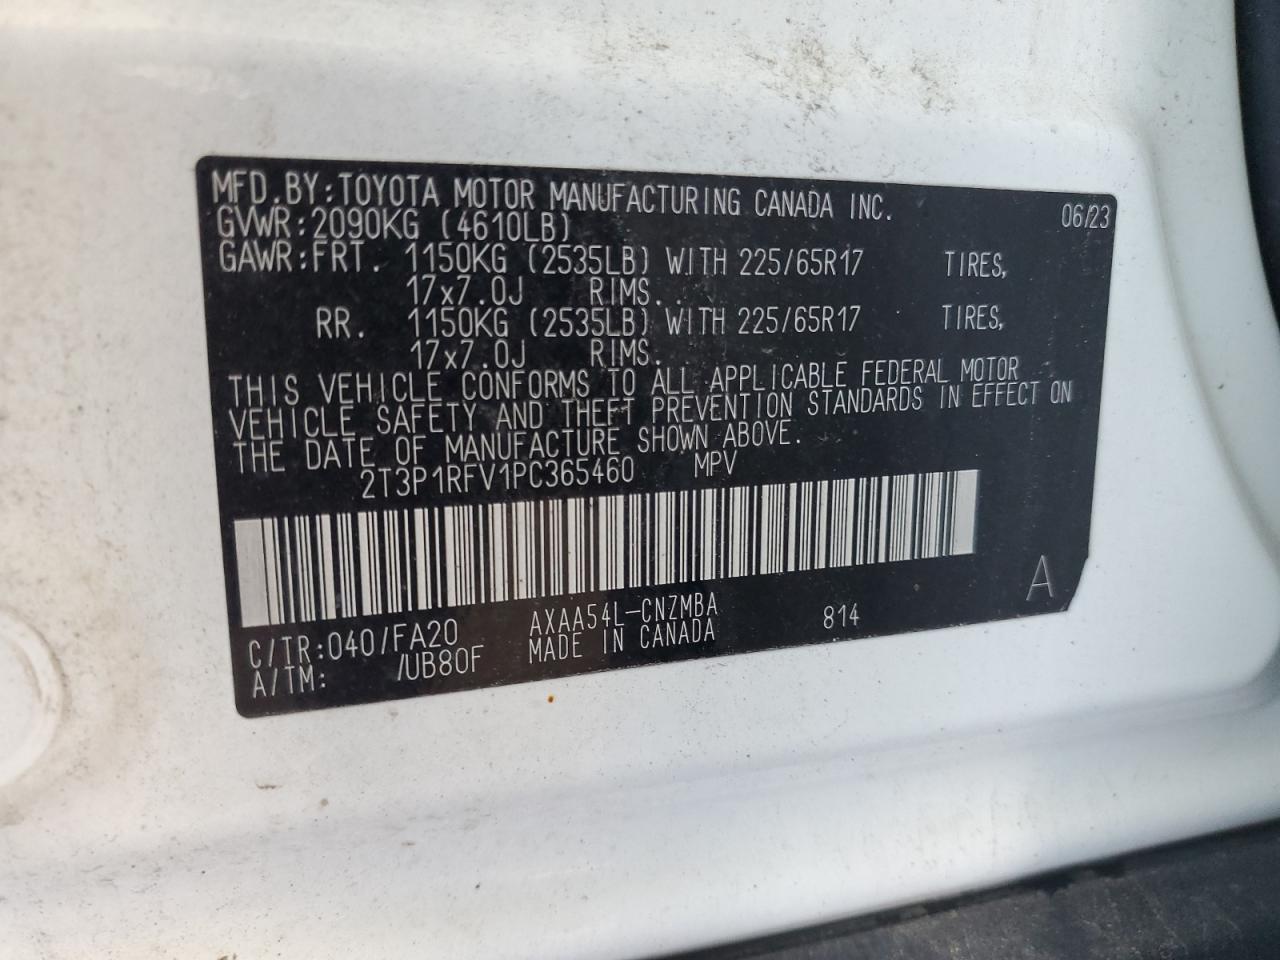 MFD.BY:TOYOTA MOTOR MANUFACTURING CANADA INC. 06/23
GVWR:2090KG (4610LB)
GAWR:FRT. 1150KG (2535LB) WITH 225/65R17 TIRES,
17x7.0J RIMS.
RR. 1150KG (2535LB) WITH 225/65R17 TIRES,
17x7.0J RIMS.
THIS VEHICLE CONFORMS TO ALL APPLICABLE FEDERAL MOTOR
VEHICLE SAFETY AND THEFT PREVENTION STANDARDS IN EFFECT ON
THE DATE OF MANUFACTURE SHOWN ABOVE.
2T3P1RFV1PC365460 MPV
A
C/TR:040/FA20 AXAA54L-CNZMBA 814
A/TM: /UB80F MADE IN CANADA